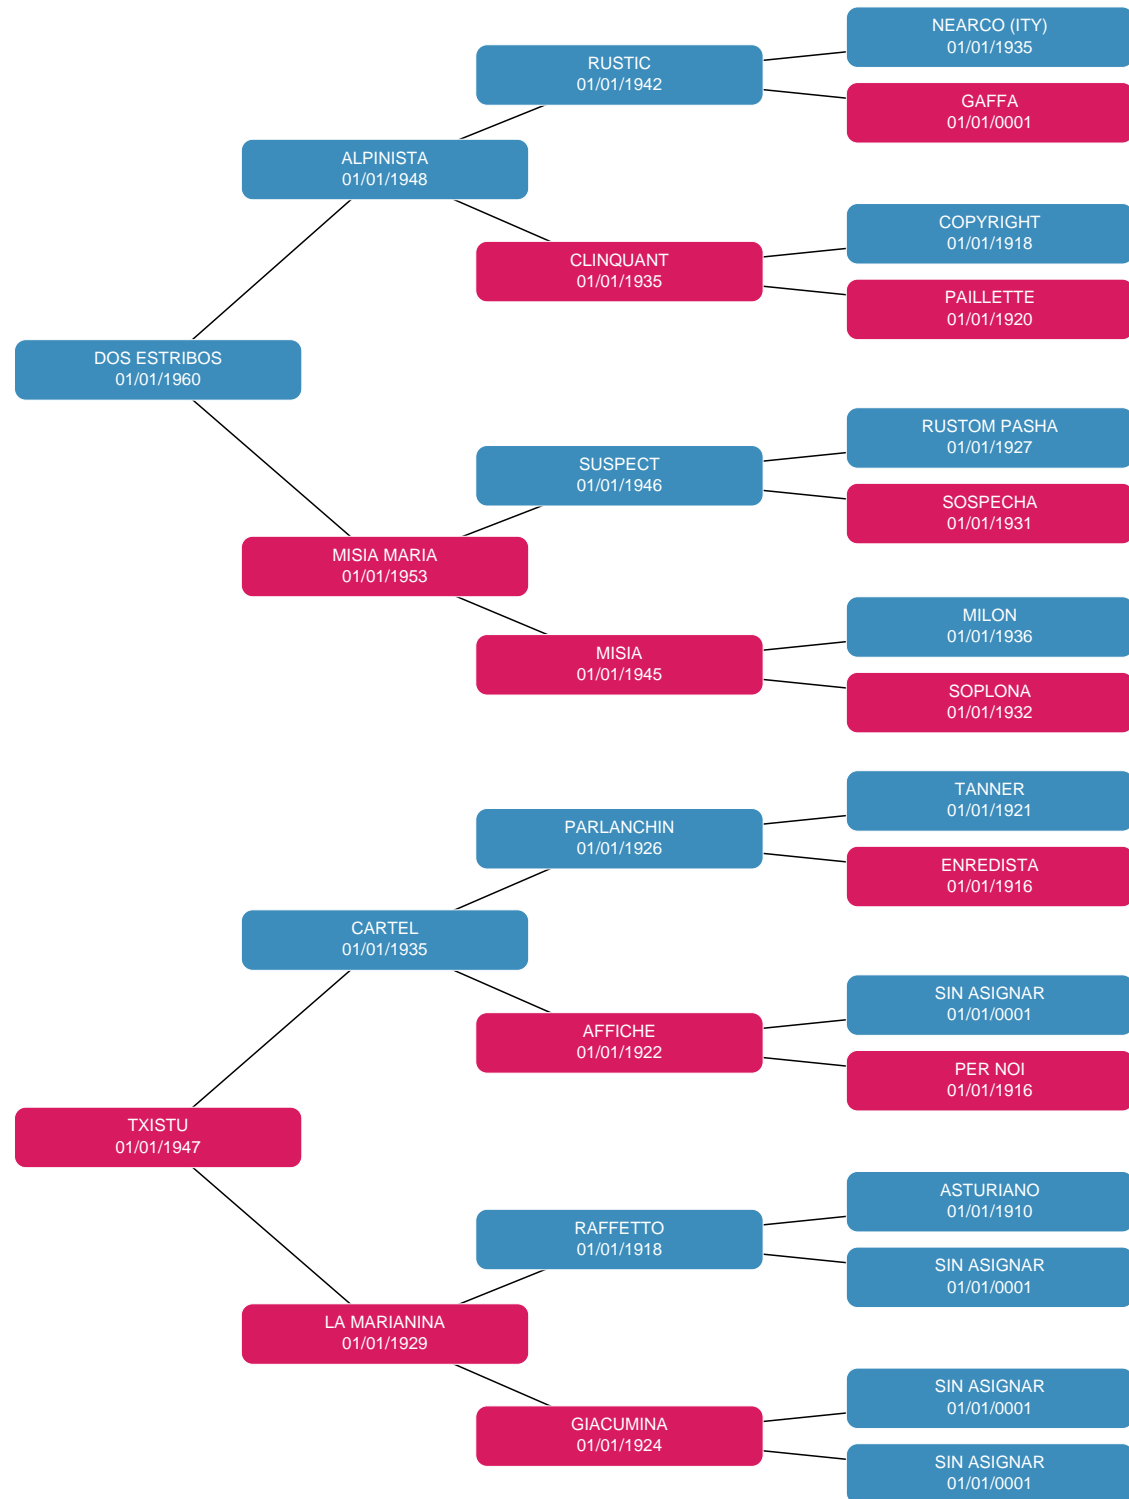 NEARCO (ITY)
01/01/1935
RUSTIC
01/01/1942
GAFFA
01/01/0001
ALPINISTA
01/01/1948
COPYRIGHT
01/01/1918
CLINQUANT
01/01/1935
PAILLETTE
01/01/1920
DOS ESTRIBOS
01/01/1960
RUSTOM PASHA
01/01/1927
SUSPECT
01/01/1946
SOSPECHA
01/01/1931
MISIA MARIA
01/01/1953
MILON
01/01/1936
MISIA
01/01/1945
SOPLONA
01/01/1932
TANNER
01/01/1921
PARLANCHIN
01/01/1926
ENREDISTA
01/01/1916
CARTEL
01/01/1935
SIN ASIGNAR
01/01/0001
AFFICHE
01/01/1922
PER NOI
01/01/1916
TXISTU
01/01/1947
ASTURIANO
01/01/1910
RAFFETTO
01/01/1918
SIN ASIGNAR
01/01/0001
LA MARIANINA
01/01/1929
SIN ASIGNAR
01/01/0001
GIACUMINA
01/01/1924
SIN ASIGNAR
01/01/0001